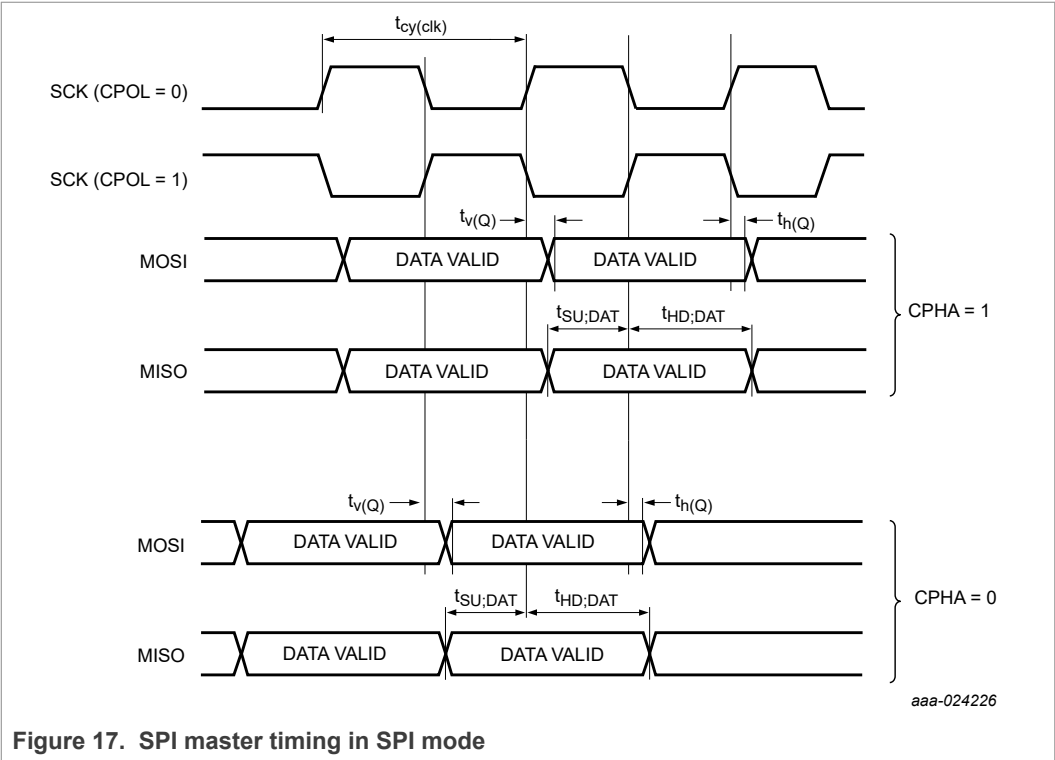 tcy(clk)
SCK (CPOL = 0)
SCK (CPOL = 1)
tv(Q)
th(Q)
MOSI
DATA VALID
DATA VALID
tSU;DAT
tHD;DAT
CPHA = 1
MISO
DATA VALID
DATA VALID
tv(Q)
th(Q)
MOSI
DATA VALID
DATA VALID
tSU;DAT
tHD;DAT
CPHA = 0
MISO
DATA VALID
DATA VALID
aaa-024226
Figure 17. SPI master timing in SPI mode